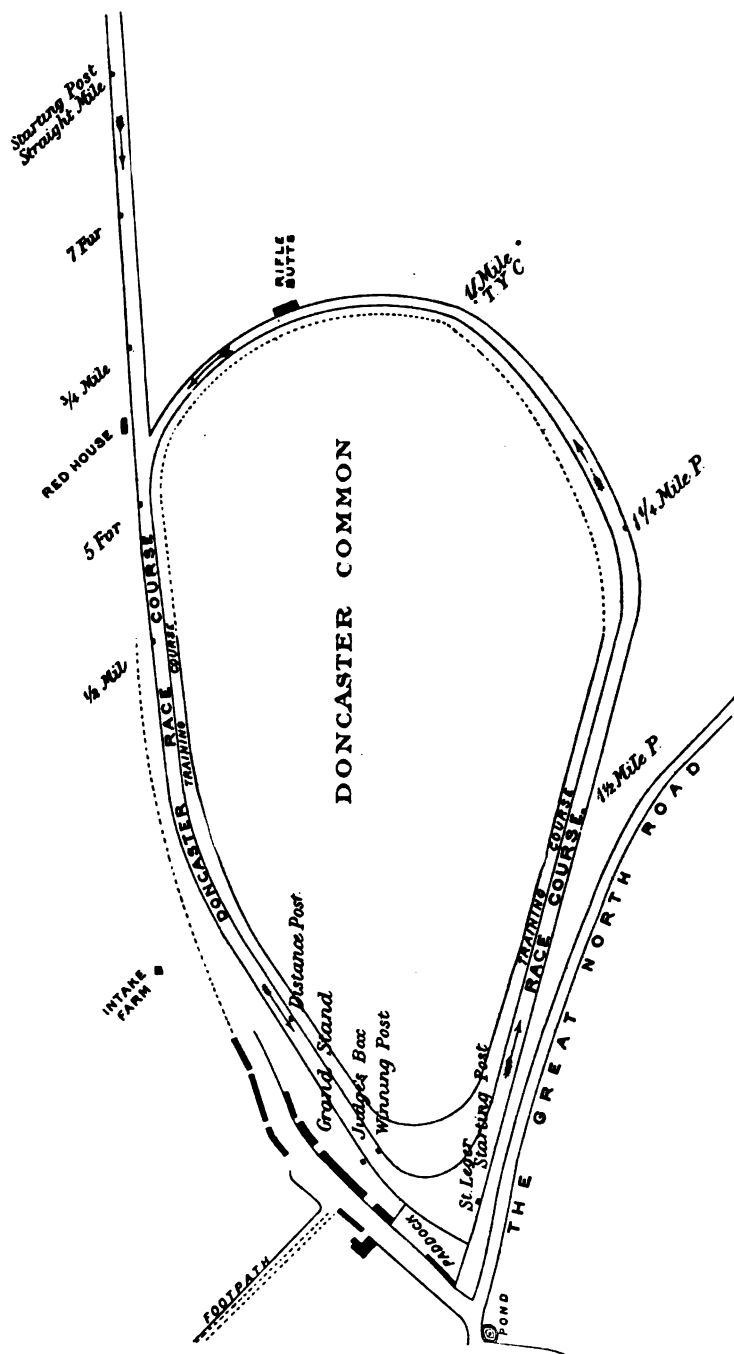 Starting Post
Straight Mile
7 Fur
RIFLE
BUTTS
1 Mile
T Y C
3/4 Mile
RED HOUSE
5 Fur
1 1/4 Mile P.
DONCASTER COMMON
1/2 Mil
DONCASTER RACE COURSE
TRAINING COURSE
1 1/2 Mile P.
TRAINING COURSE
RACE COURSE.
THE GREAT NORTH ROAD
INTAKE
FARM
Distance Post.
Grand Stand
Judge's Box
Winning Post
St. Leger
Starting Post
PADDOCK
FOOTPATH
POND